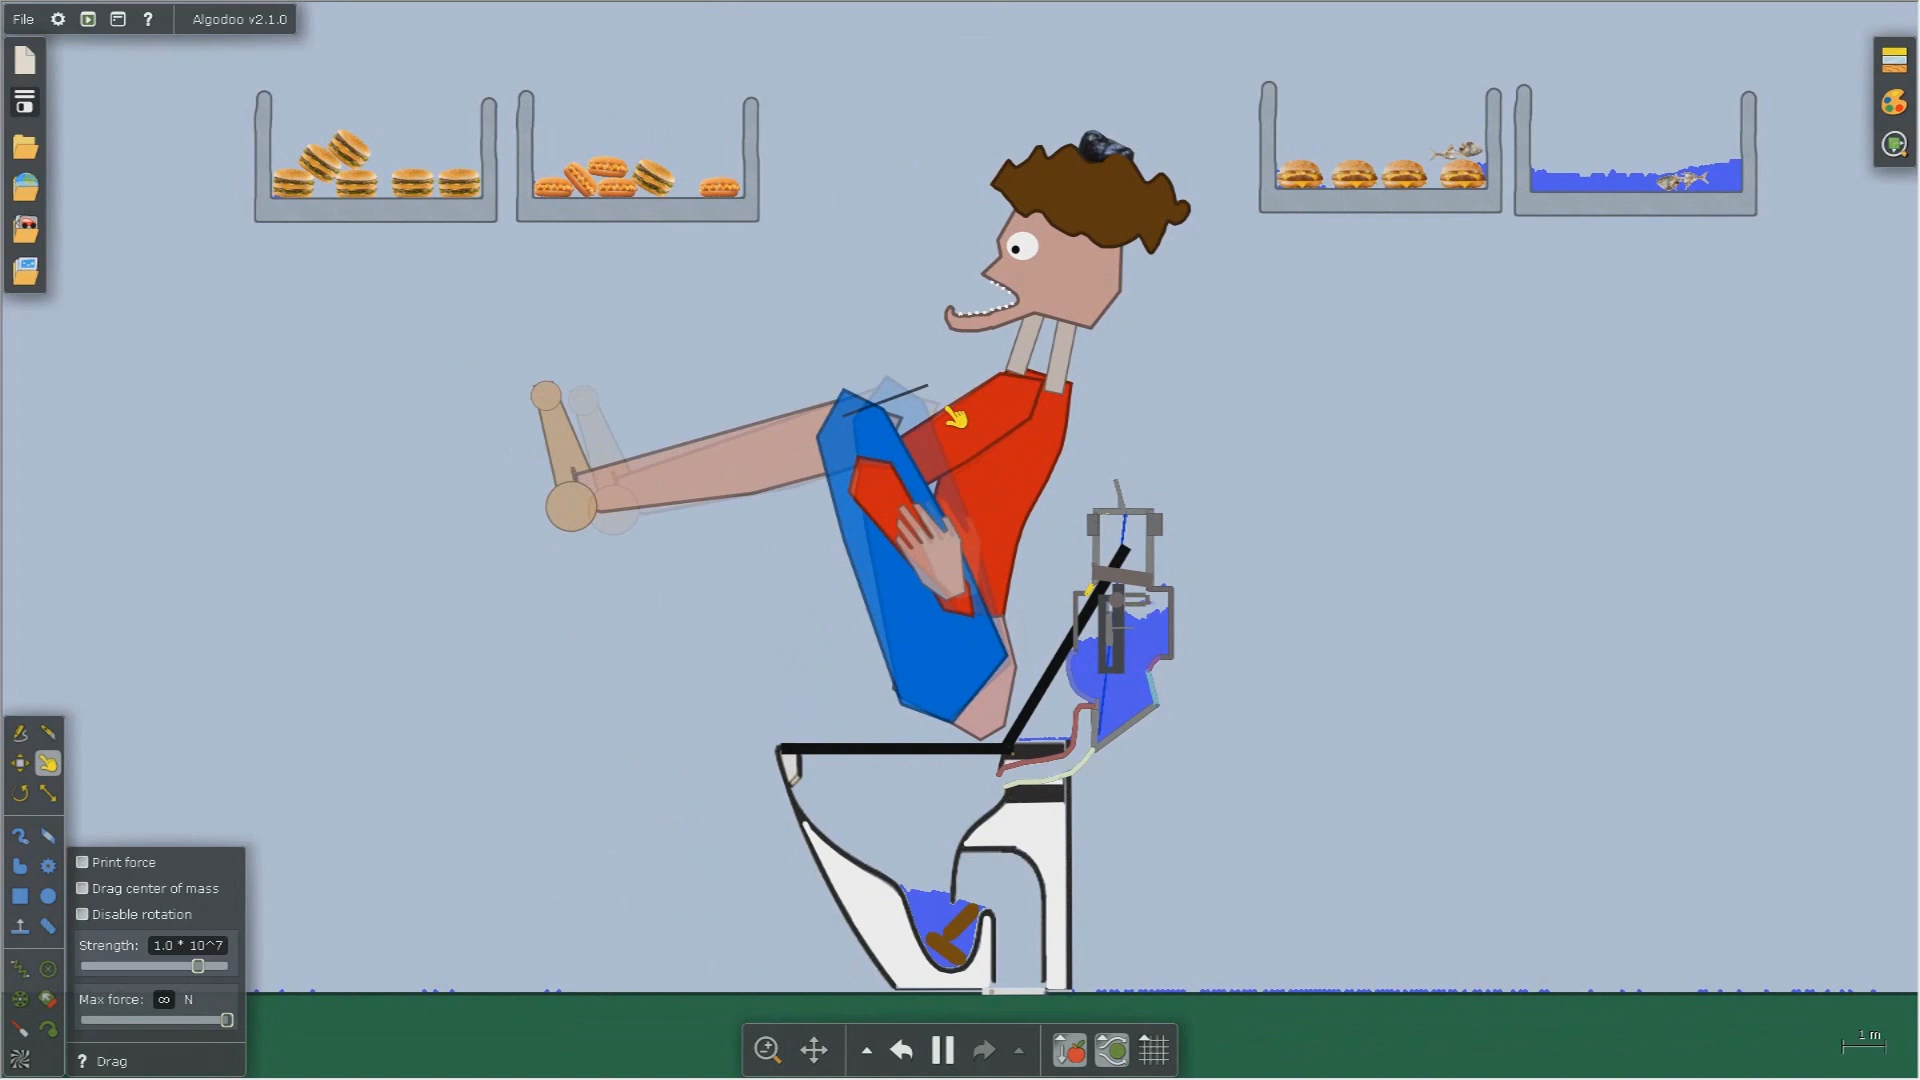 File ? Algodoo v2.1.0
Print force
Drag center of mass
Disable rotation
Strength: 1.0 * 10^7
Max force: ∞ N
? Drag
1 m